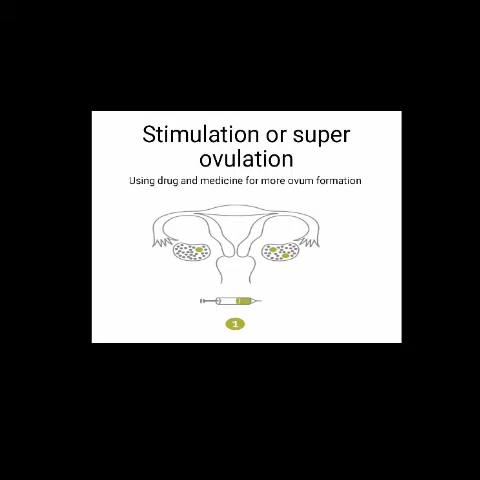 Stimulation or super
ovulation
Using drug and medicine for more ovum formation
1